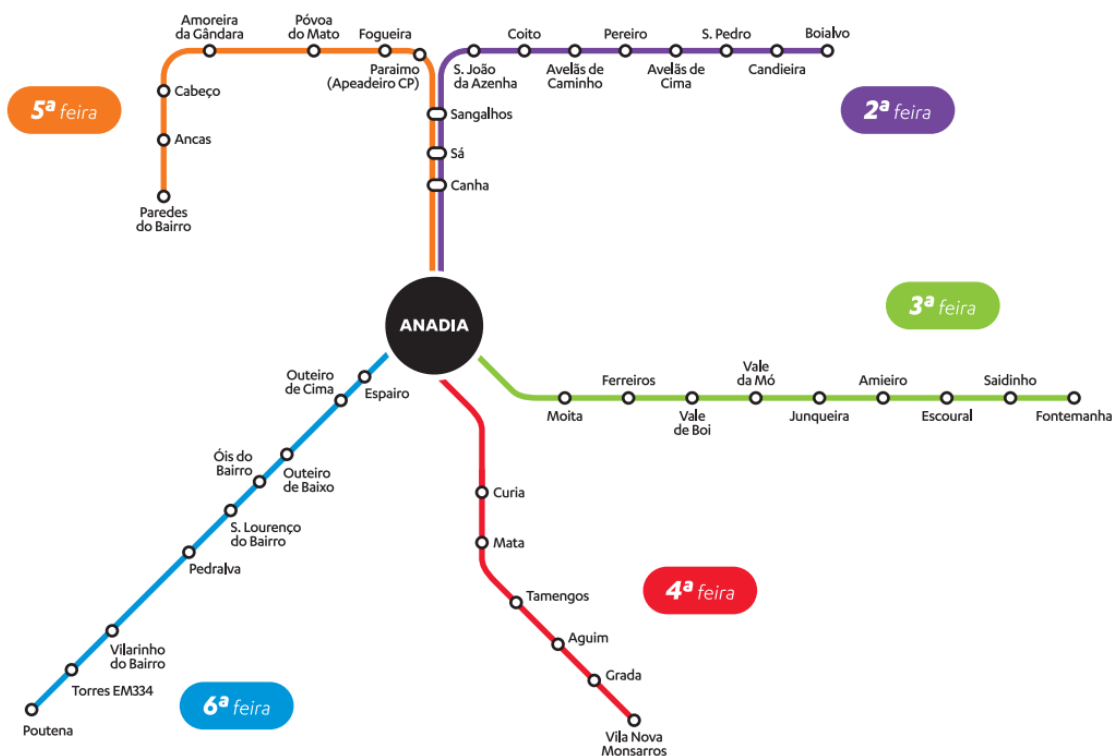 Amoreira
da Gândara
Póvoa
do Mato
Fogueira
Paraimo
(Apeadeiro CP)
S. João
da Azenha
Coito
Avelãs de
Caminho
Pereiro
Avelãs de
Cima
S. Pedro
Candieira
Boialvo
5ª feira
Cabeço
Ancas
Paredes
do Bairro
Sangalhos
Sá
Canha
2ª feira
ANADIA
3ª feira
Moita
Ferreiros
Vale
de Boi
Vale
da Mó
Junqueira
Amieiro
Escoural
Saidinho
Fontemanha
Outeiro
de Cima
Espairo
Óis do
Bairro
Outeiro
de Baixo
S. Lourenço
do Bairro
Pedralva
Vilarinho
do Bairro
Torres EM334
Poutena
6ª feira
Curia
Mata
Tamengos
Aguim
Grada
Vila Nova
Monsarros
4ª feira